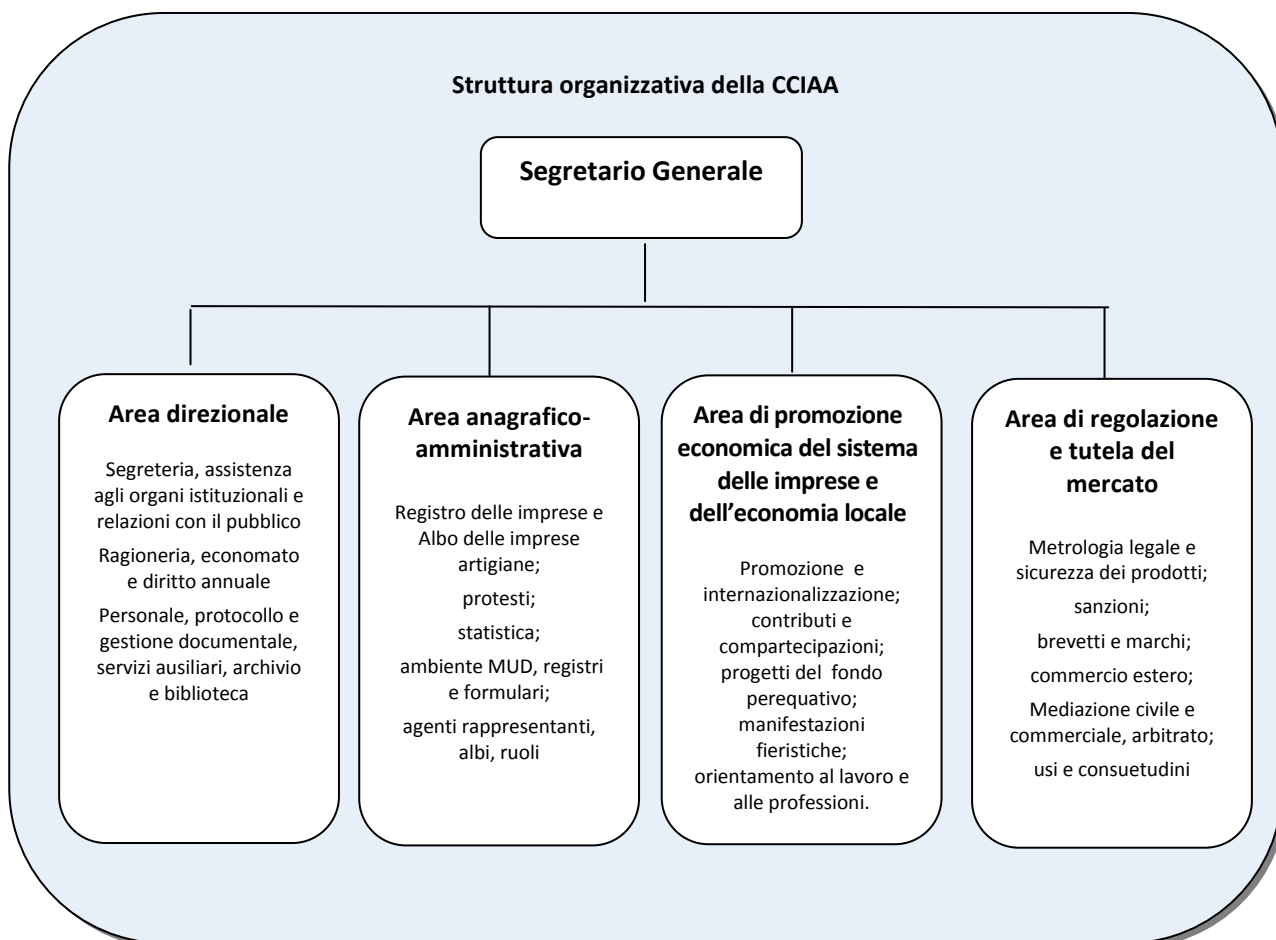 Struttura organizzativa della CCIAA
Segretario Generale
Area direzionale
Segreteria, assistenza
agli organi istituzionali e
relazioni con il pubblico
Ragioneria, economato
e diritto annuale
Personale, protocollo e
gestione documentale,
servizi ausiliari, archivio
e biblioteca
Area anagrafico-
amministrativa
Registro delle imprese e
Albo delle imprese
artigiane;
protesti;
statistica;
ambiente MUD, registri
e formulari;
agenti rappresentanti,
albi, ruoli
Area di promozione
economica del sistema
delle imprese e
dell’economia locale
Promozione e
internazionalizzazione;
contributi e
compartecipazioni;
progetti del fondo
perequativo;
manifestazioni
fieristiche;
orientamento al lavoro e
alle professioni.
Area di regolazione
e tutela del
mercato
Metrologia legale e
sicurezza dei prodotti;
sanzioni;
brevetti e marchi;
commercio estero;
Mediazione civile e
commerciale, arbitrato;
usi e consuetudini